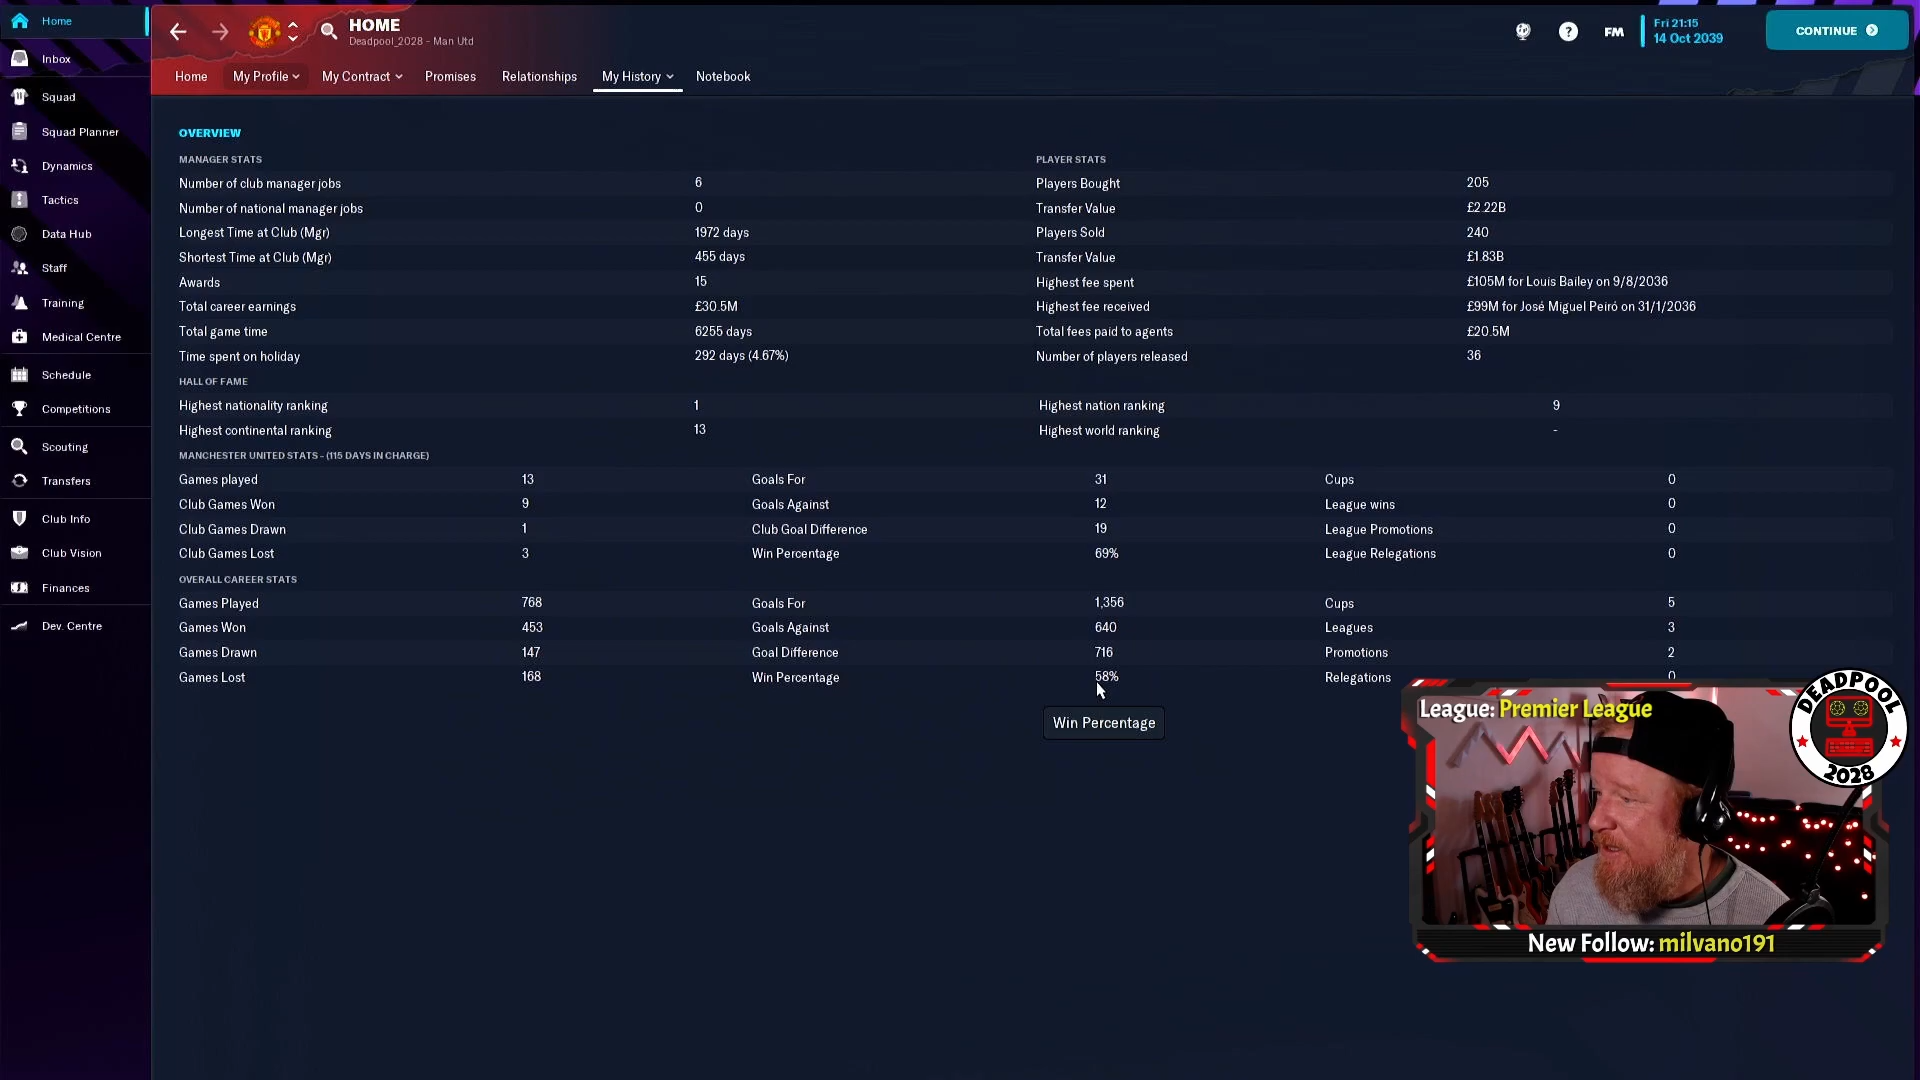 Home
Inbox
Squad
Squad Planner
Dynamics
Tactics
Data Hub
Staff
Training
Medical Centre
Schedule
Competitions
Scouting
Transfers
Club Info
Club Vision
Finances
Dev. Centre
HOME
Deadpool_2028 - Man Utd
FM
Fri 21:15
14 Oct 2039
CONTINUE
Home My Profile My Contract Promises Relationships My History Notebook
OVERVIEW
MANAGER STATS
Number of club manager jobs 6
Number of national manager jobs 0
Longest Time at Club (Mgr) 1972 days
Shortest Time at Club (Mgr) 455 days
Awards 15
Total career earnings £30.5M
Total game time 6255 days
Time spent on holiday 292 days (4.67%)
PLAYER STATS
Players Bought 205
Transfer Value £2.22B
Players Sold 240
Transfer Value £1.83B
Highest fee spent £105M for Louis Bailey on 9/8/2036
Highest fee received £99M for José Miguel Peiró on 31/1/2036
Total fees paid to agents £20.5M
Number of players released 36
HALL OF FAME
Highest nationality ranking 1 Highest nation ranking 9
Highest continental ranking 13 Highest world ranking -
MANCHESTER UNITED STATS - (115 DAYS IN CHARGE)
Games played 13 Goals For 31 Cups 0
Club Games Won 9 Goals Against 12 League wins 0
Club Games Drawn 1 Club Goal Difference 19 League Promotions 0
Club Games Lost 3 Win Percentage 69% League Relegations 0
OVERALL CAREER STATS
Games Played 768 Goals For 1,356 Cups 5
Games Won 453 Goals Against 640 Leagues 3
Games Drawn 147 Goal Difference 716 Promotions 2
Games Lost 168 Win Percentage 58% Relegations 0
Win Percentage
League: Premier League
DEADPOOL
2028
New Follow: milvano191